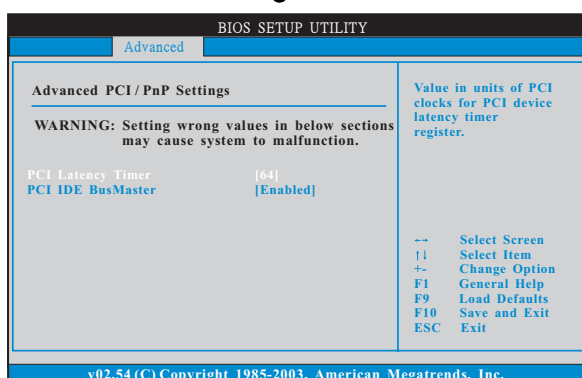 BIOS SETUP UTILITY
Advanced
Advanced PCI / PnP Settings
WARNING: Setting wrong values in below sections
may cause system to malfunction.
PCI Latency Timer [64]
PCI IDE BusMaster [Enabled]
Value in units of PCI
clocks for PCI device
latency timer
register.
←→ Select Screen
↑↓ Select Item
+- Change Option
F1 General Help
F9 Load Defaults
F10 Save and Exit
ESC Exit
v02.54 (C) Copyright 1985-2003, American Megatrends, Inc.